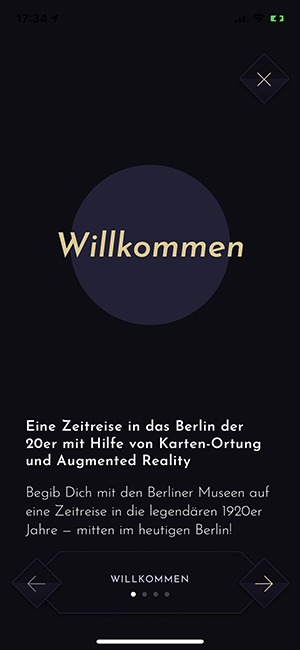 17:34
Willkommen
Eine Zeitreise in das Berlin der
20er mit Hilfe von Karten-Ortung
und Augmented Reality
Begib Dich mit den Berliner Museen auf
eine Zeitreise in die legendären 1920er
Jahre – mitten im heutigen Berlin!
WILLKOMMEN